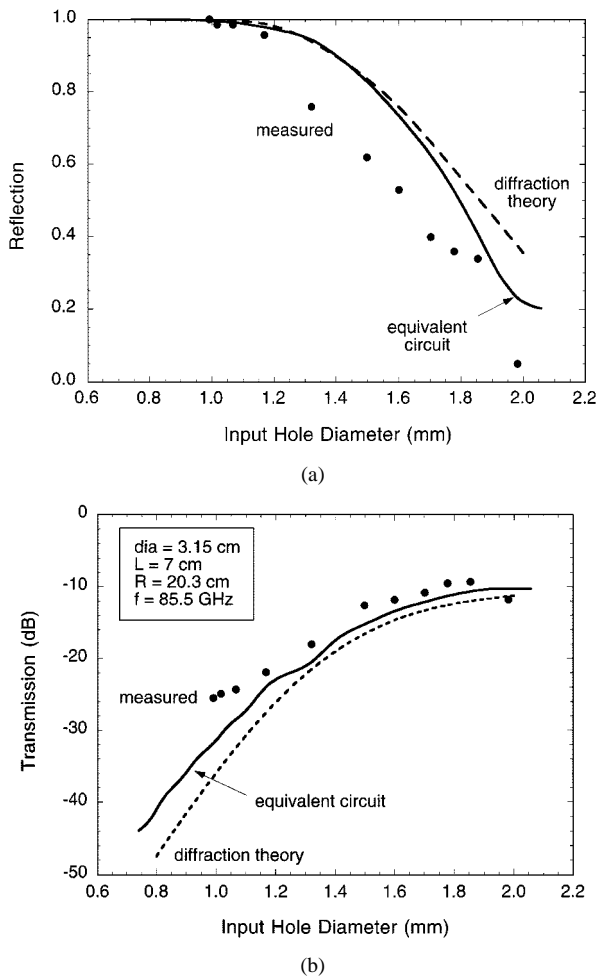 1.0
0.8
0.6
0.4
0.2
0.0
Reflection
measured
diffraction
theory
equivalent
circuit
0.6 0.8 1.0 1.2 1.4 1.6 1.8 2.0 2.2
Input Hole Diameter (mm)
(a)
0
-10
-20
-30
-40
-50
Transmission (dB)
dia = 3.15 cm
L = 7 cm
R = 20.3 cm
f = 85.5 GHz
measured
equivalent circuit
diffraction theory
0.6 0.8 1.0 1.2 1.4 1.6 1.8 2.0 2.2
Input Hole Diameter (mm)
(b)